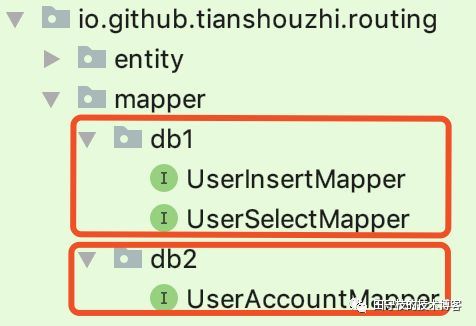 io.github.tianshouzhi.routing
entity
mapper
db1
I UserInsertMapper
I UserSelectMapper
db2
I UserAccountMapper
田守枝的技术博客